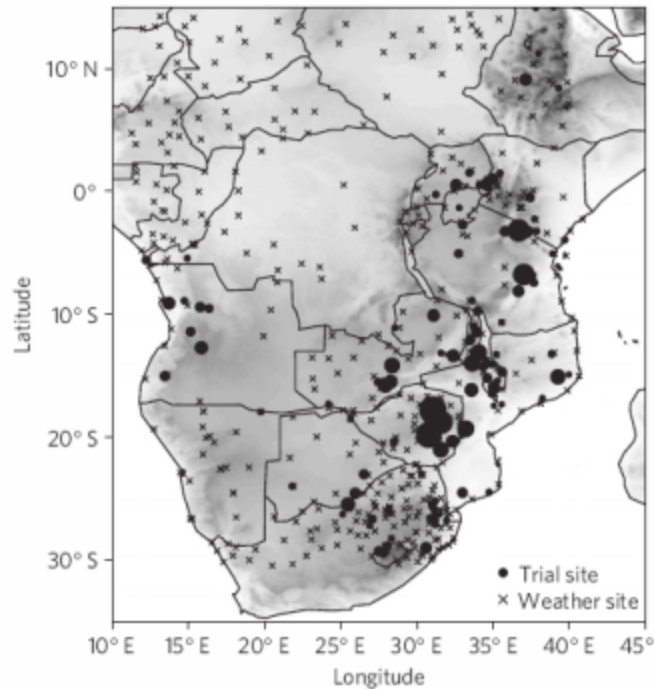 10° N
0°
10° S
20° S
30° S
Latitude
● Trial site
× Weather site
10° E 15° E 20° E 25° E 30° E 35° E 40° E 45°
Longitude